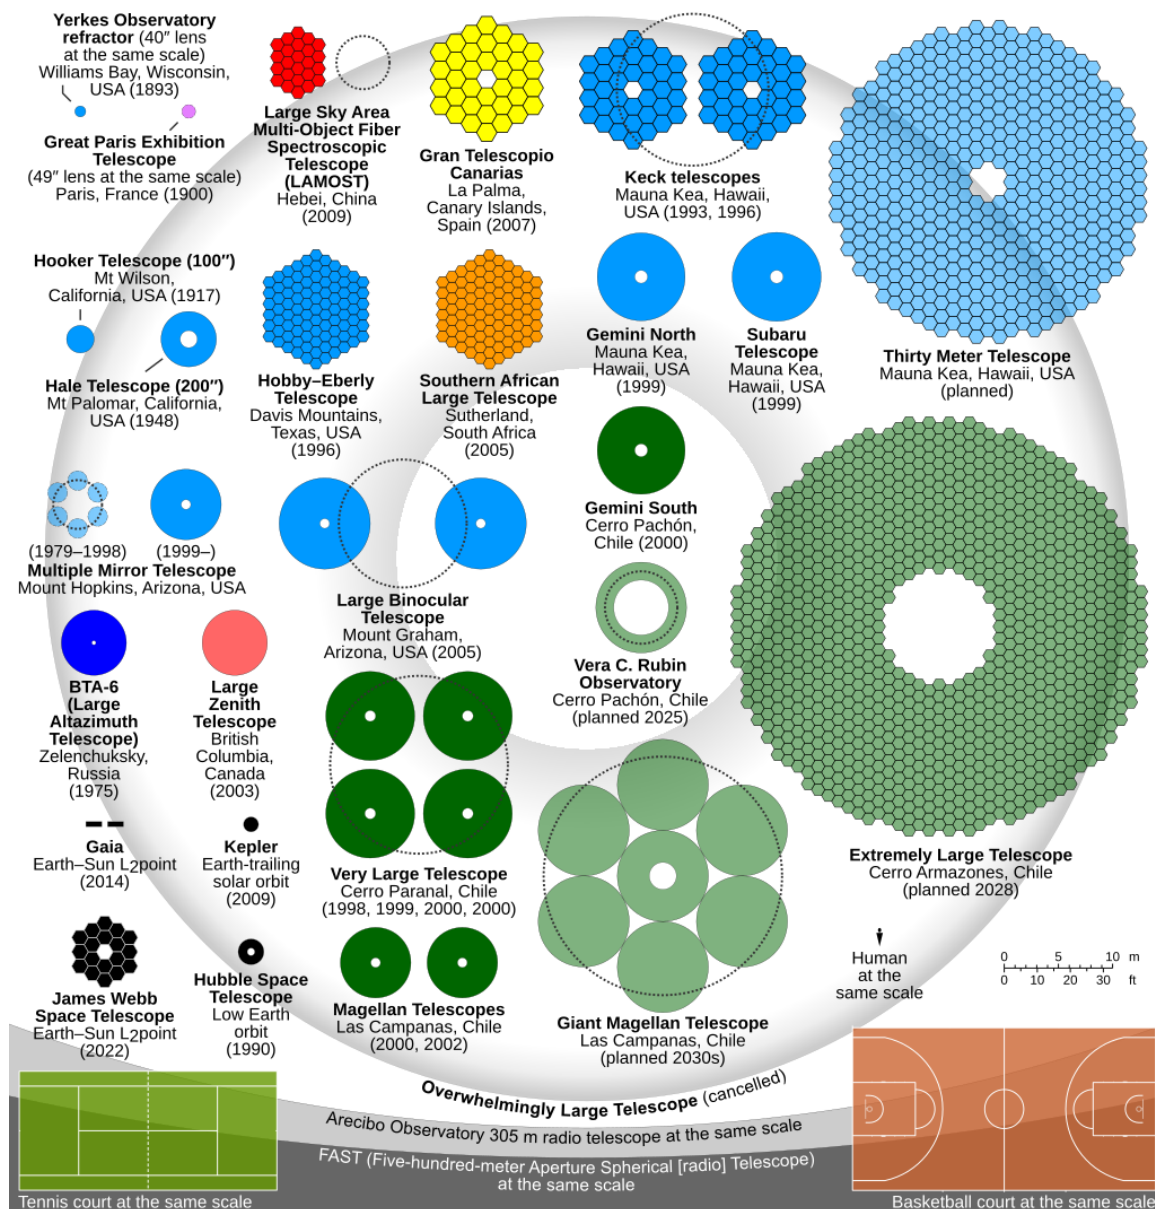 Yerkes Observatory
refractor (40″ lens
at the same scale)
Williams Bay, Wisconsin,
USA (1893)
Great Paris Exhibition
Telescope
(49″ lens at the same scale)
Paris, France (1900)
Large Sky Area
Multi-Object Fiber
Spectroscopic
Telescope
(LAMOST)
Hebei, China
(2009)
Gran Telescopio
Canarias
La Palma,
Canary Islands,
Spain (2007)
Keck telescopes
Mauna Kea, Hawaii,
USA (1993, 1996)
Thirty Meter Telescope
Mauna Kea, Hawaii, USA
(planned)
Hooker Telescope (100″)
Mt Wilson,
California, USA (1917)
Hale Telescope (200″)
Mt Palomar, California,
USA (1948)
Hobby–Eberly
Telescope
Davis Mountains,
Texas, USA
(1996)
Southern African
Large Telescope
Sutherland,
South Africa
(2005)
Gemini North
Mauna Kea,
Hawaii, USA
(1999)
Subaru
Telescope
Mauna Kea,
Hawaii, USA
(1999)
Gemini South
Cerro Pachón,
Chile (2000)
(1979–1998)
(1999–)
Multiple Mirror Telescope
Mount Hopkins, Arizona, USA
Large Binocular
Telescope
Mount Graham,
Arizona, USA (2005)
Vera C. Rubin
Observatory
Cerro Pachón, Chile
(planned 2025)
BTA-6
(Large
Altazimuth
Telescope)
Zelenchuksky,
Russia
(1975)
Large
Zenith
Telescope
British
Columbia,
Canada
(2003)
Gaia
Earth–Sun L2point
(2014)
Kepler
Earth-trailing
solar orbit
(2009)
Very Large Telescope
Cerro Paranal, Chile
(1998, 1999, 2000, 2000)
Extremely Large Telescope
Cerro Armazones, Chile
(planned 2028)
James Webb
Space Telescope
Earth–Sun L2point
(2022)
Hubble Space
Telescope
Low Earth
orbit
(1990)
Magellan Telescopes
Las Campanas, Chile
(2000, 2002)
Giant Magellan Telescope
Las Campanas, Chile
(planned 2030s)
Human
at the
same scale
0 5 10 m
0 10 20 30 ft
Overwhelmingly Large Telescope (cancelled)
Arecibo Observatory 305 m radio telescope at the same scale
FAST (Five-hundred-meter Aperture Spherical [radio] Telescope)
at the same scale
Tennis court at the same scale
Basketball court at the same scale